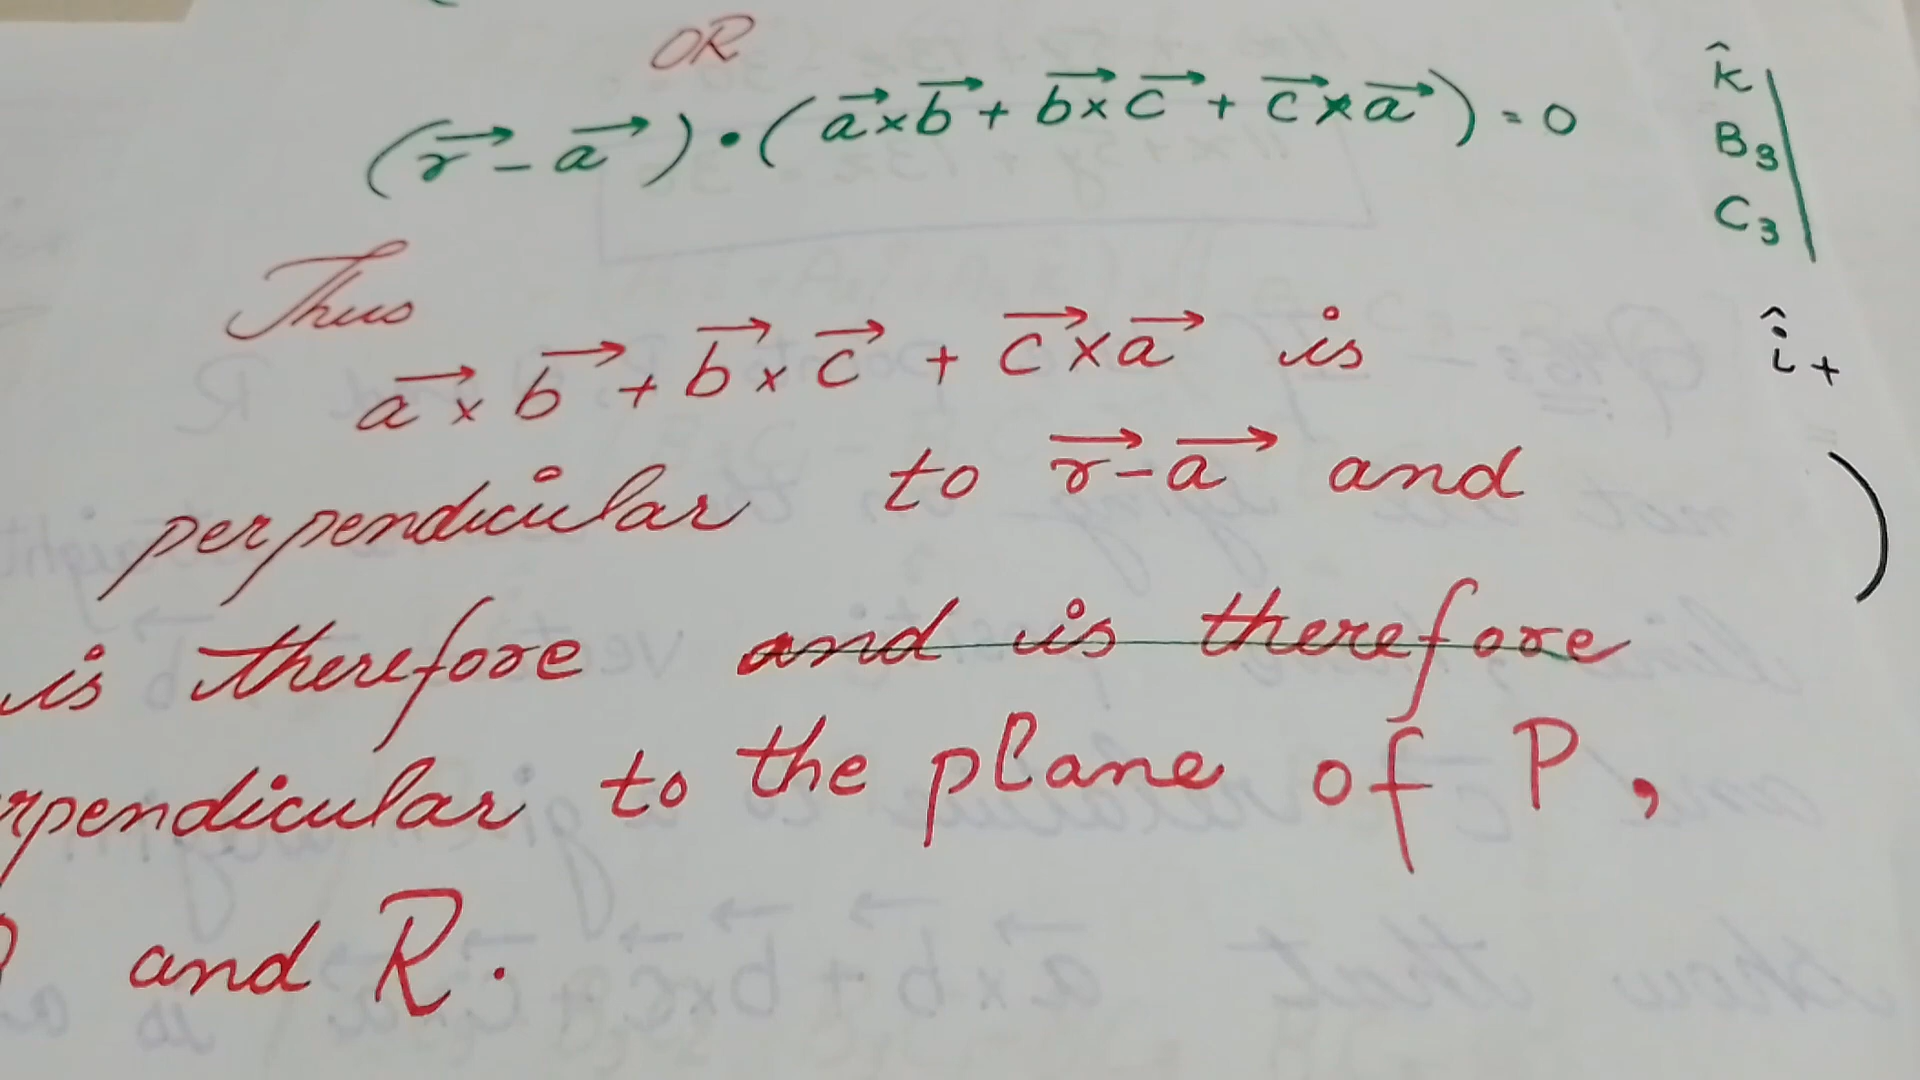 OR
(r⃗ - a⃗) • (a⃗ × b⃗ + b⃗ × c⃗ + c⃗ × a⃗) = 0
k̂
B₃
C₃
Thus
a⃗ × b⃗ + b⃗ × c⃗ + c⃗ × a⃗ is
î +
perpendicular to r⃗ - a⃗ and
)
is therefore and is therefore
rpendicular to the plane of P,
and R.